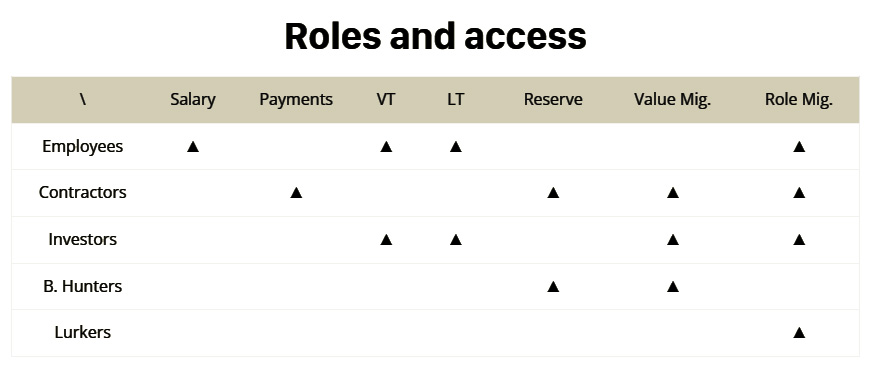 Roles and access
\ Salary Payments VT LT Reserve Value Mig. Role Mig.
Employees ▲ ▲ ▲ ▲
Contractors ▲ ▲ ▲ ▲
Investors ▲ ▲ ▲ ▲
B. Hunters ▲ ▲
Lurkers ▲